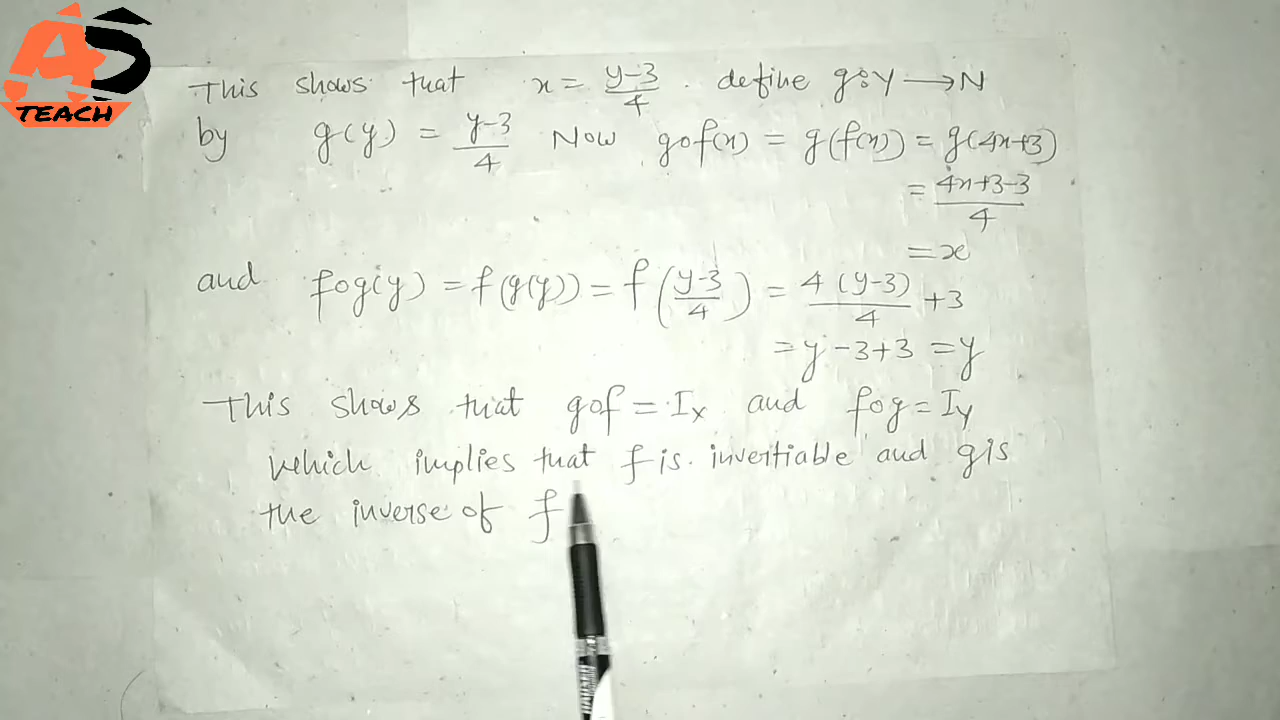 AS
TEACH
This shows that x = y-3/4 . define g:Y → N
by g(y) = y-3/4 Now gof(x) = g(f(x)) = g(4x+3)
= 4x+3-3/4
= x
and fog(y) = f(g(y)) = f(y-3/4) = 4(y-3)/4 + 3
= y-3+3 = y
This shows that gof = I_X and fog = I_Y
which implies that f is invertiable and g is
the inverse of f